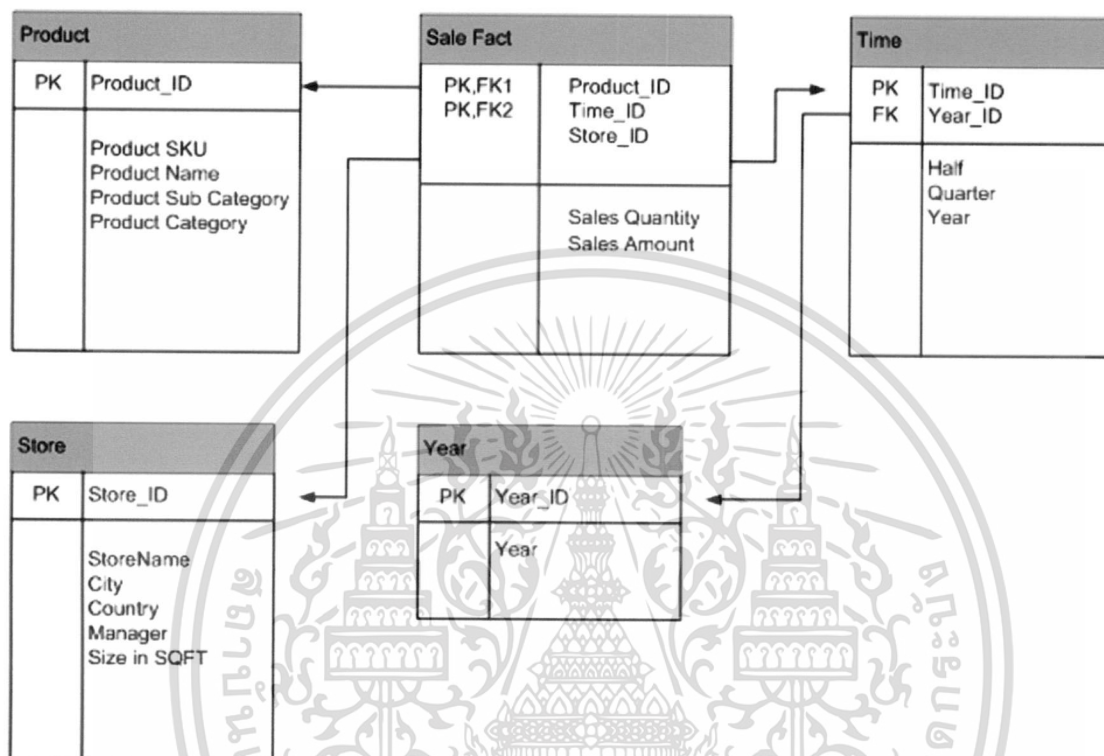 Product
PK Product_ID
Product SKU
Product Name
Product Sub Category
Product Category
Sale Fact
PK,FK1 Product_ID
PK,FK2 Time_ID
Store_ID
Sales Quantity
Sales Amount
Time
PK Time_ID
FK Year_ID
Half
Quarter
Year
Store
PK Store_ID
StoreName
City
Country
Manager
Size in SQFT
Year
PK Year_ID
Year